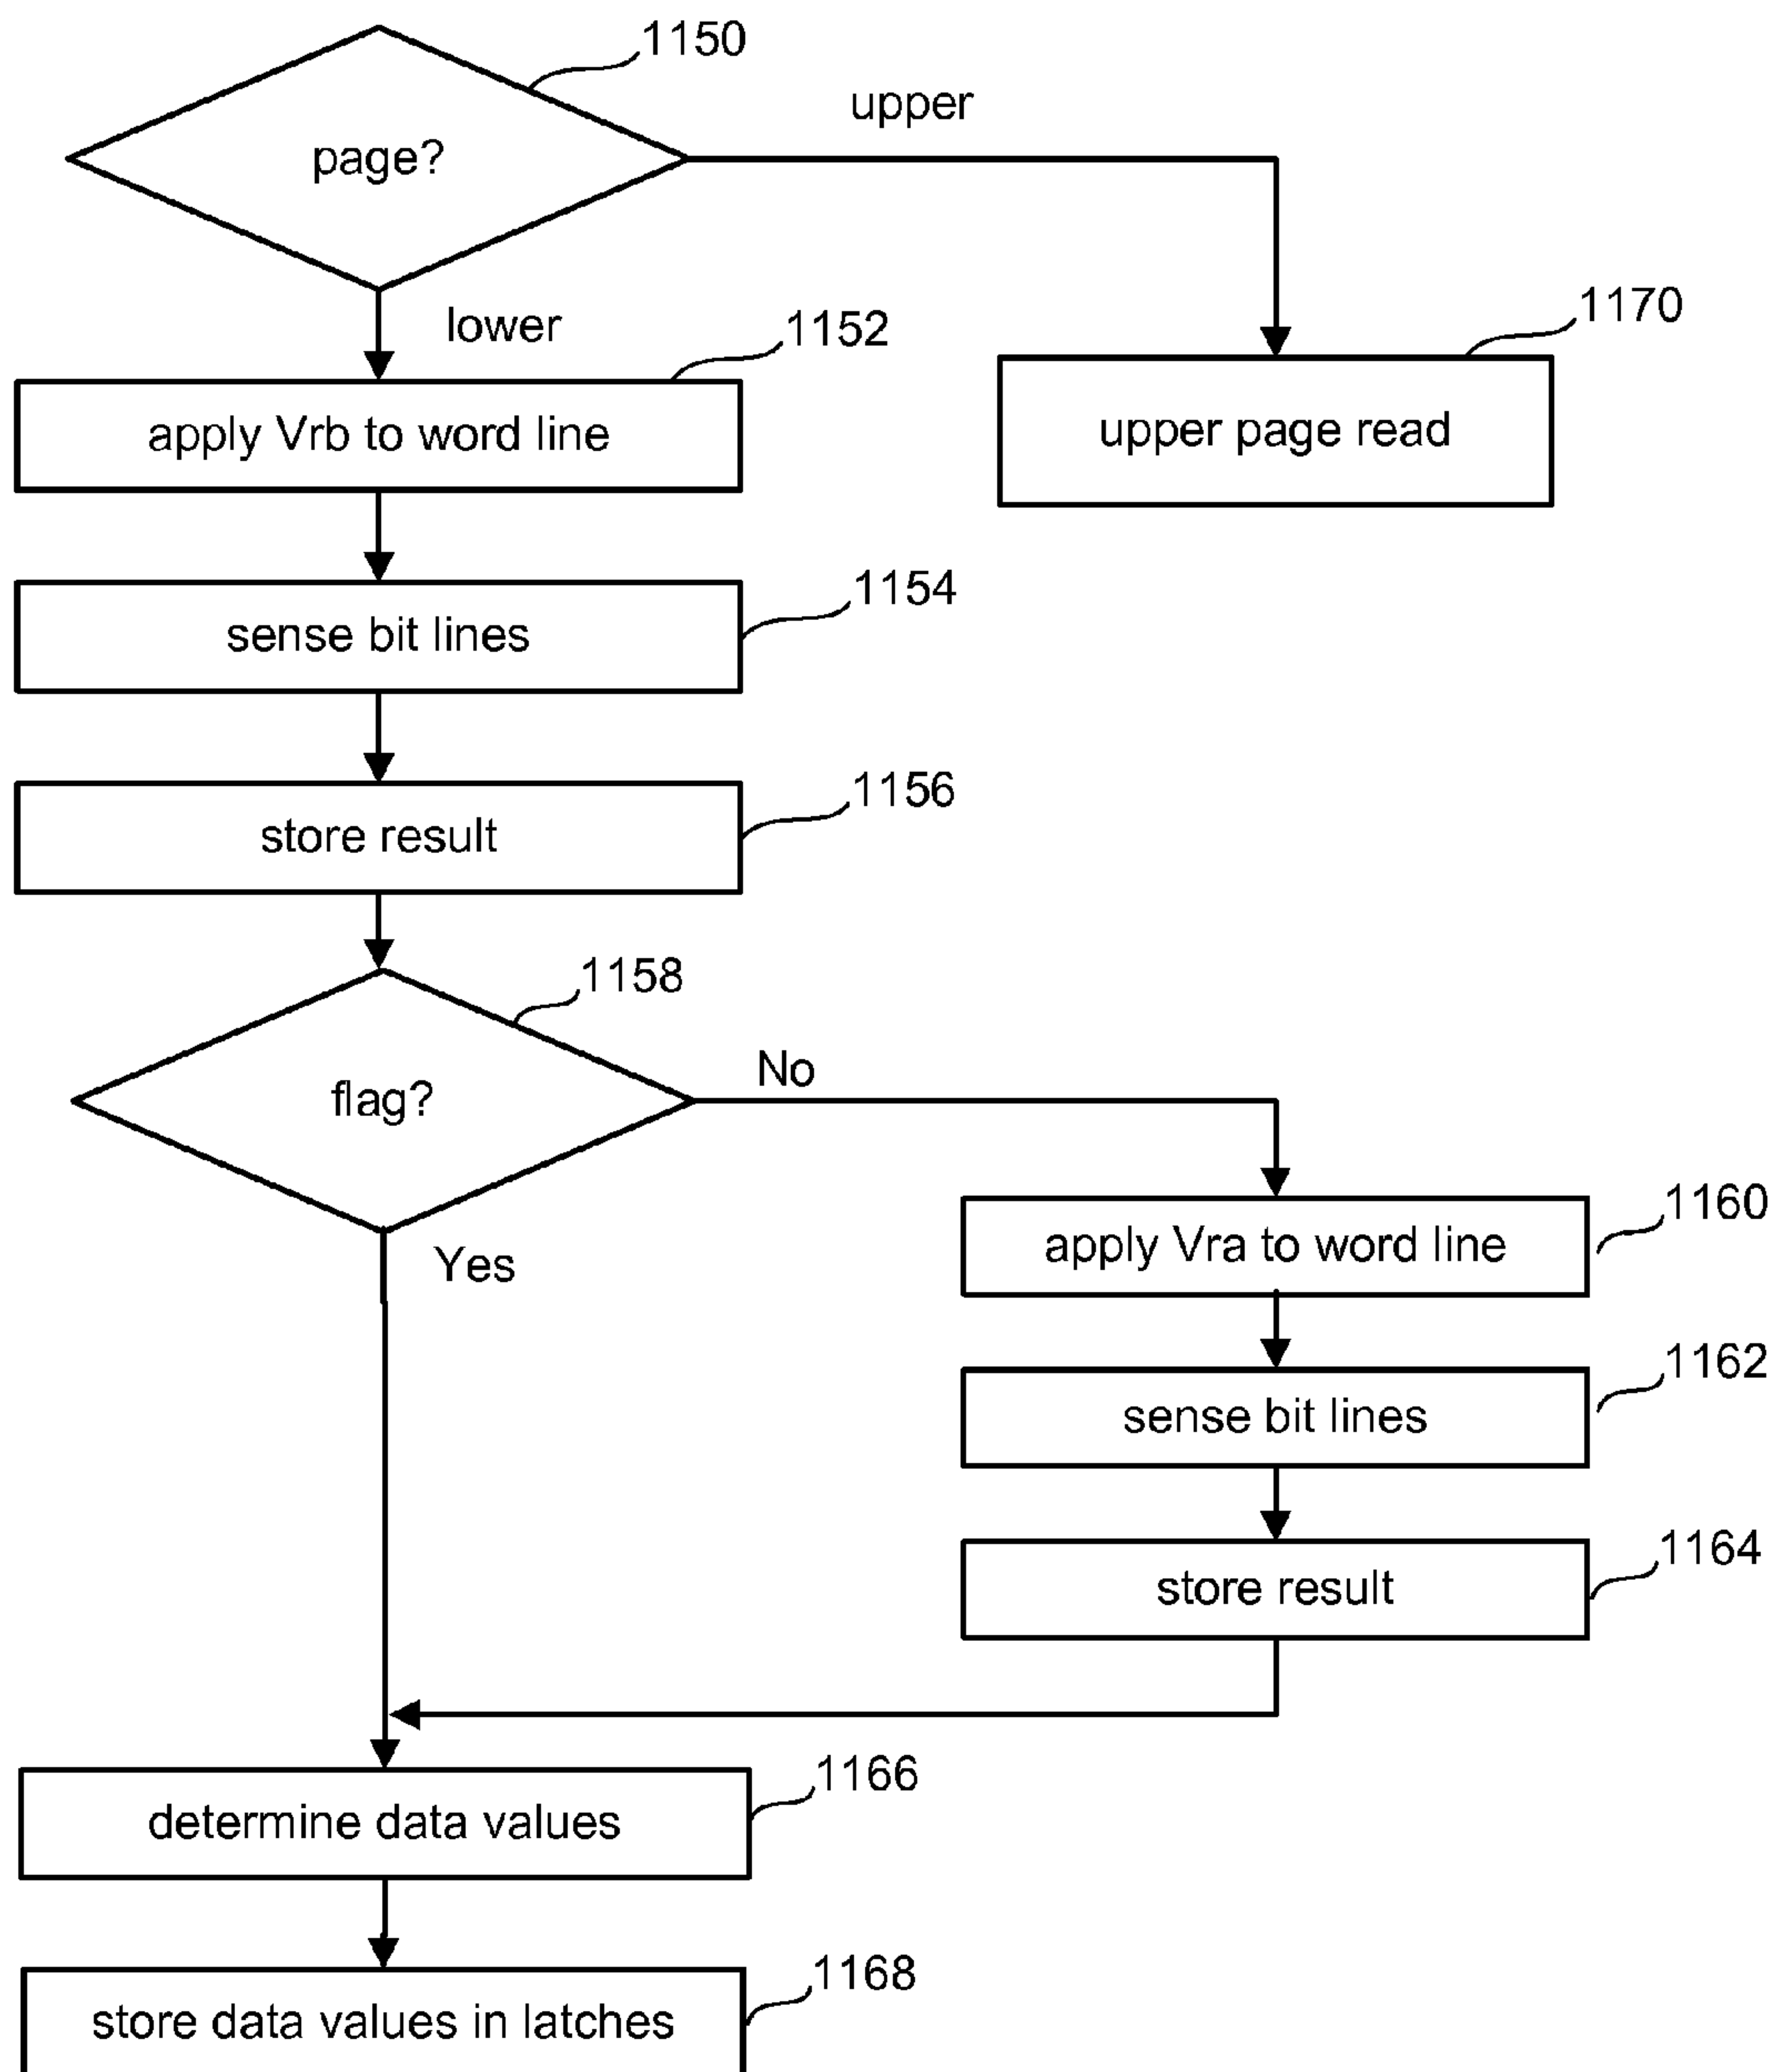 1150
upper
page?
lower
1152
1170
apply Vrb to word line
upper page read
1154
sense bit lines
1156
store result
1158
No
flag?
1160
Yes
apply Vra to word line
1162
sense bit lines
1164
store result
1166
determine data values
1168
store data values in latches